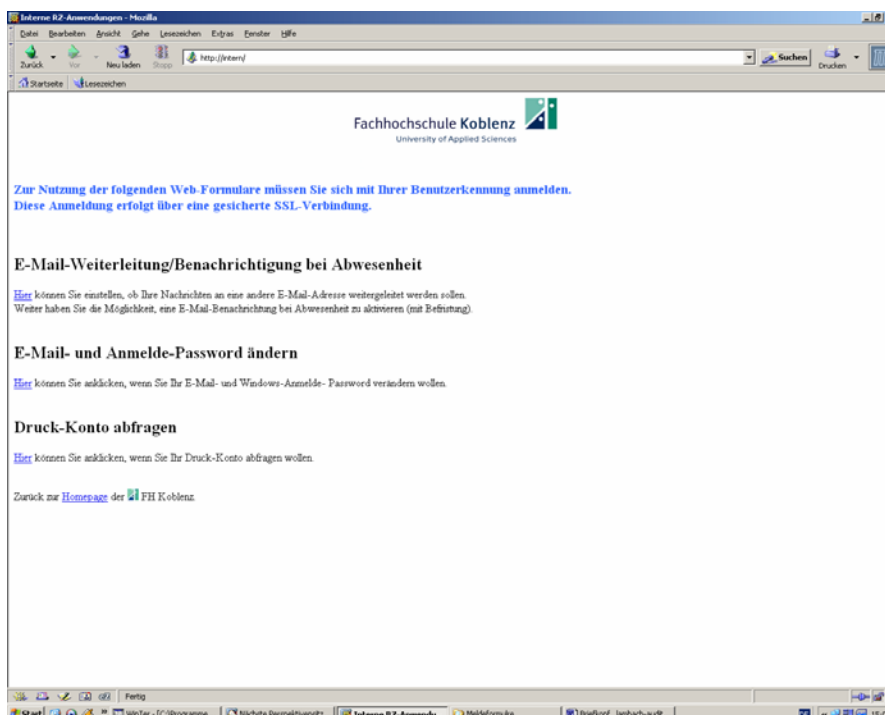 Interne RZ-Anwendungen - Mozilla
Datei Bearbeiten Ansicht Gehe Lesezeichen Extras Fenster Hilfe
Zurück Vor Neu laden Stopp http://intern/ Suchen Drucken
Startseite Lesezeichen
Fachhochschule Koblenz
University of Applied Sciences
Zur Nutzung der folgenden Web-Formulare müssen Sie sich mit Ihrer Benutzerkennung anmelden.
Diese Anmeldung erfolgt über eine gesicherte SSL-Verbindung.
E-Mail-Weiterleitung/Benachrichtigung bei Abwesenheit
Hier können Sie einstellen, ob Ihre Nachrichten an eine andere E-Mail-Adresse weitergeleitet werden sollen.
Weiter haben Sie die Möglichkeit, eine E-Mail-Benachrichtung bei Abwesenheit zu aktivieren (mit Befristung).
E-Mail- und Anmelde-Password ändern
Hier können Sie anklicken, wenn Sie Ihr E-Mail- und Windows-Anmelde- Password verändern wollen.
Druck-Konto abfragen
Hier können Sie anklicken, wenn Sie Ihr Druck-Konto abfragen wollen.
Zurück zur Homepage der FH Koblenz
Fertig
Start WinTer - [C:\Programme... Nächste Interne RZ-Anwendu... Meldeformulre